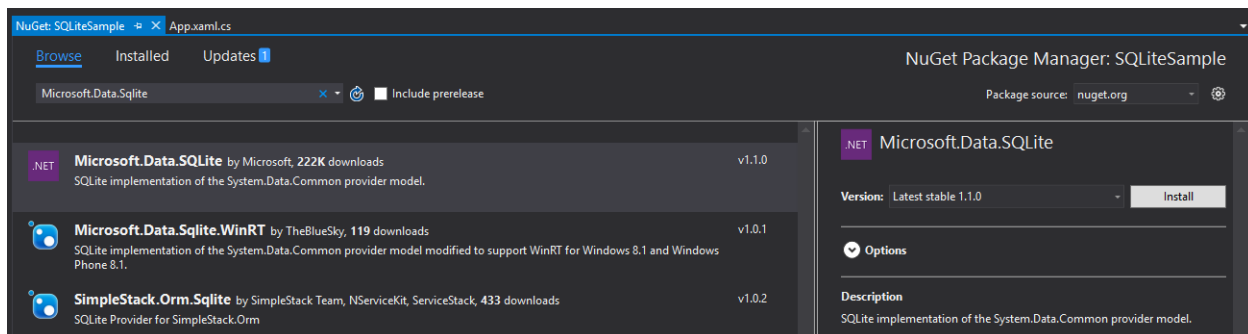 NuGet: SQLiteSample App.xaml.cs
Browse Installed Updates 1
NuGet Package Manager: SQLiteSample
Microsoft.Data.Sqlite Include prerelease
Package source: nuget.org
.NET Microsoft.Data.SQLite by Microsoft, 222K downloads v1.1.0
SQLite implementation of the System.Data.Common provider model.
Microsoft.Data.Sqlite.WinRT by TheBlueSky, 119 downloads v1.0.1
SQLite implementation of the System.Data.Common provider model modified to support WinRT for Windows 8.1 and Windows
Phone 8.1.
SimpleStack.Orm.Sqlite by SimpleStack Team, NServiceKit, ServiceStack, 433 downloads v1.0.2
SQLite Provider for SimpleStack.Orm
.NET Microsoft.Data.SQLite
Version: Latest stable 1.1.0 Install
Options
Description
SQLite implementation of the System.Data.Common provider model.